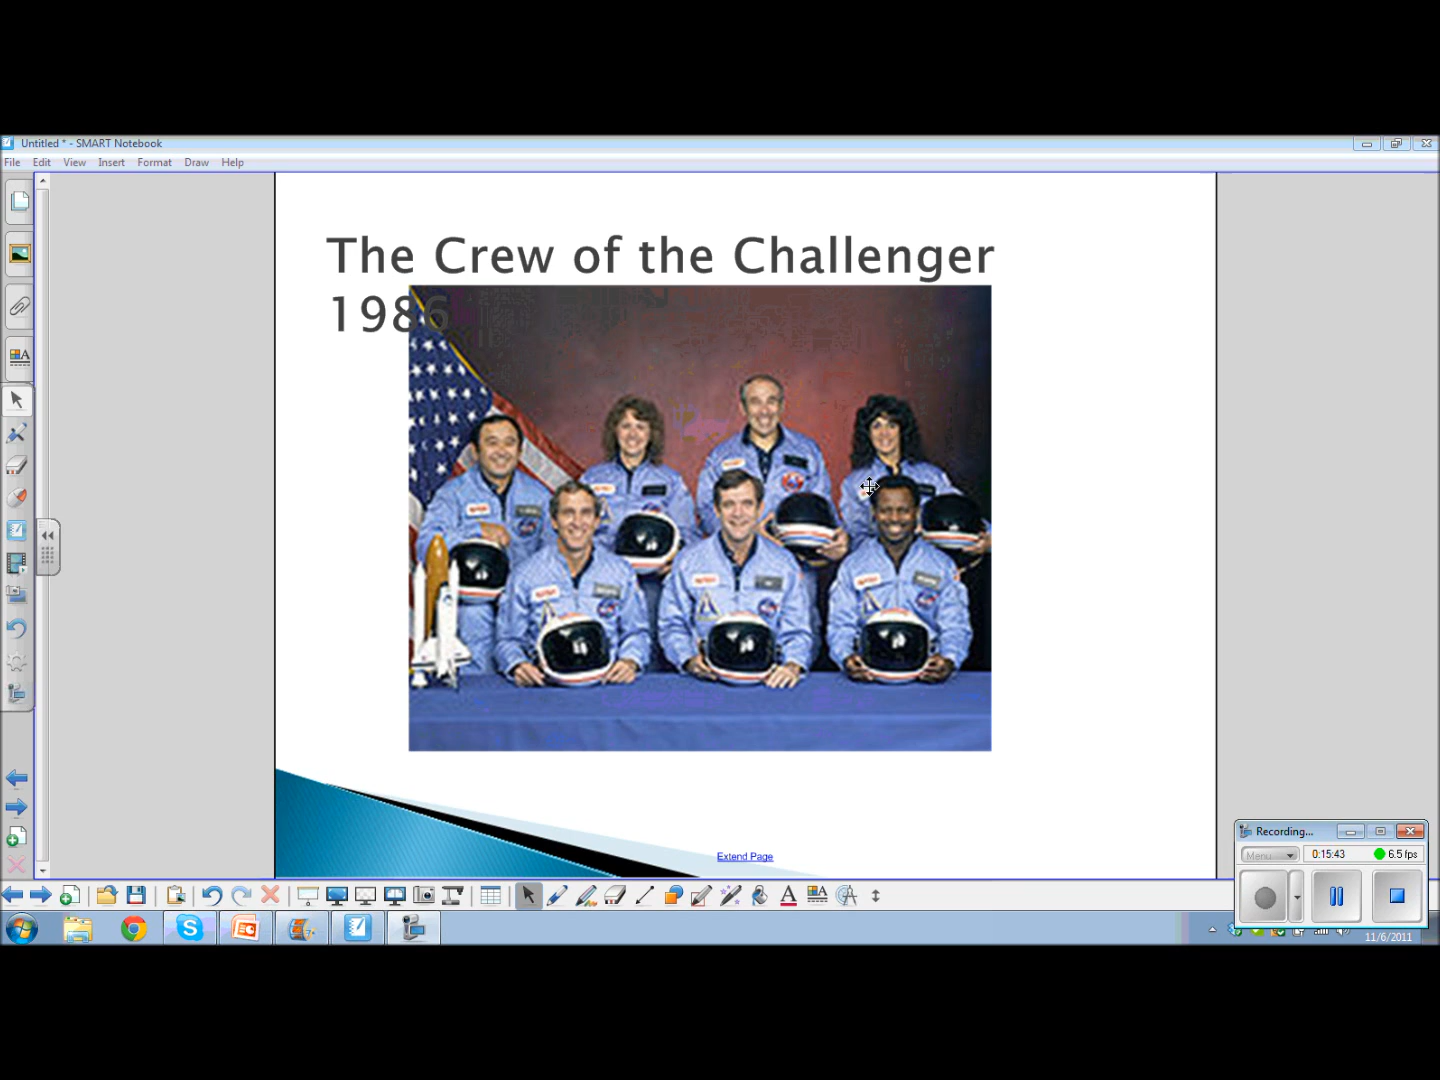 Untitled * - SMART Notebook
File Edit View Insert Format Draw Help
The Crew of the Challenger
1986
Extend Page
Recording...
Menu
0:15:43
6.5 fps
11/6/2011